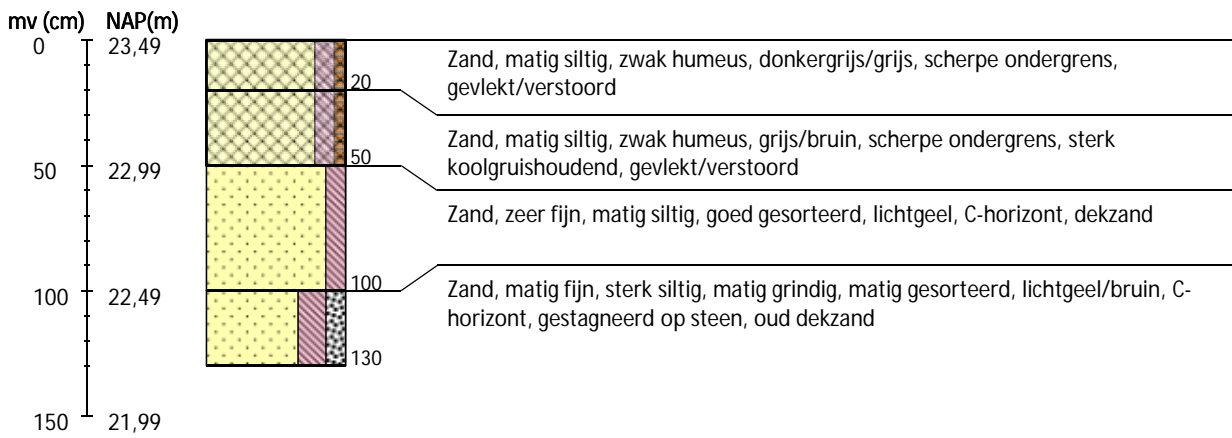 mv (cm) NAP(m)
0 23,49
Zand, matig siltig, zwak humeus, donkergrijs/grijs, scherpe ondergrens,
gevlekt/verstoord
20
Zand, matig siltig, zwak humeus, grijs/bruin, scherpe ondergrens, sterk
koolgruishoudend, gevlekt/verstoord
50
50 22,99
Zand, zeer fijn, matig siltig, goed gesorteerd, lichtgeel, C-horizont, dekzand
100
100 22,49
Zand, matig fijn, sterk siltig, matig grindig, matig gesorteerd, lichtgeel/bruin, C-
horizont, gestagneerd op steen, oud dekzand
130
150 21,99